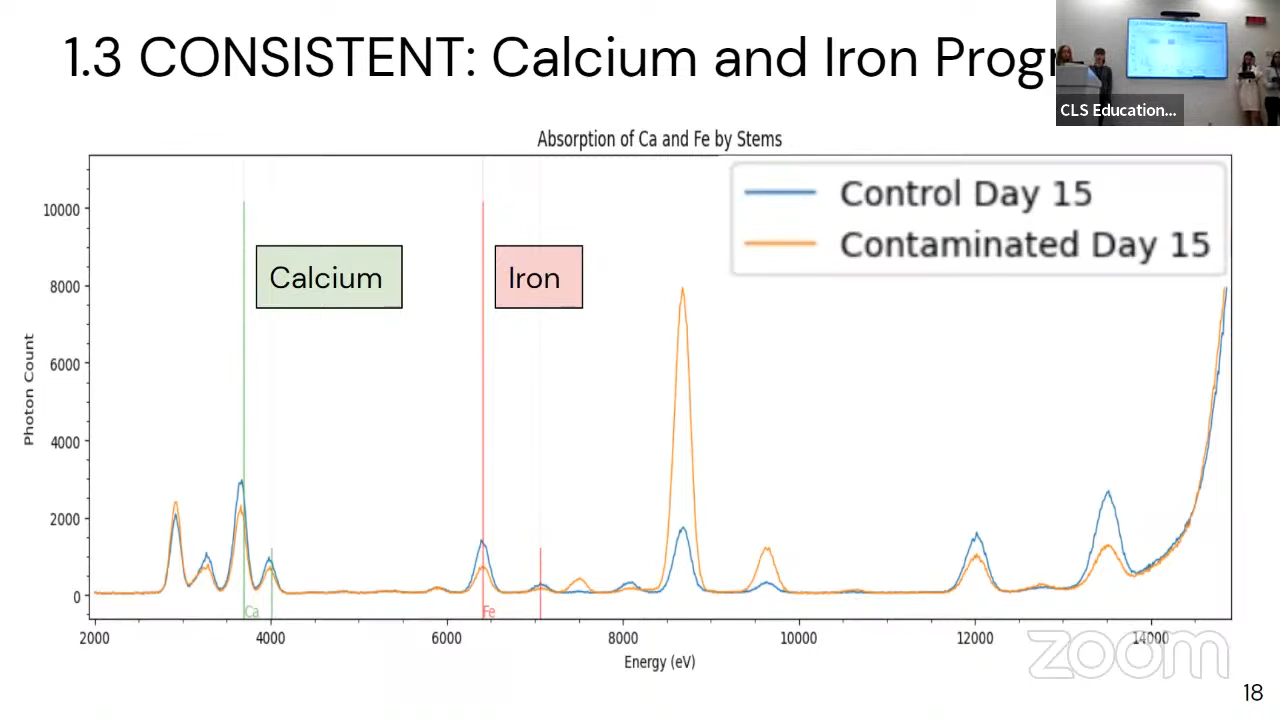 1.3 CONSISTENT: Calcium and Iron Progr
CLS Education...
Absorption of Ca and Fe by Stems
Control Day 15
Contaminated Day 15
Calcium
Iron
Photon Count
10000
8000
6000
4000
2000
0
Ca
Fe
2000 4000 6000 8000 10000 12000 14000
Energy (eV)
zoom
18